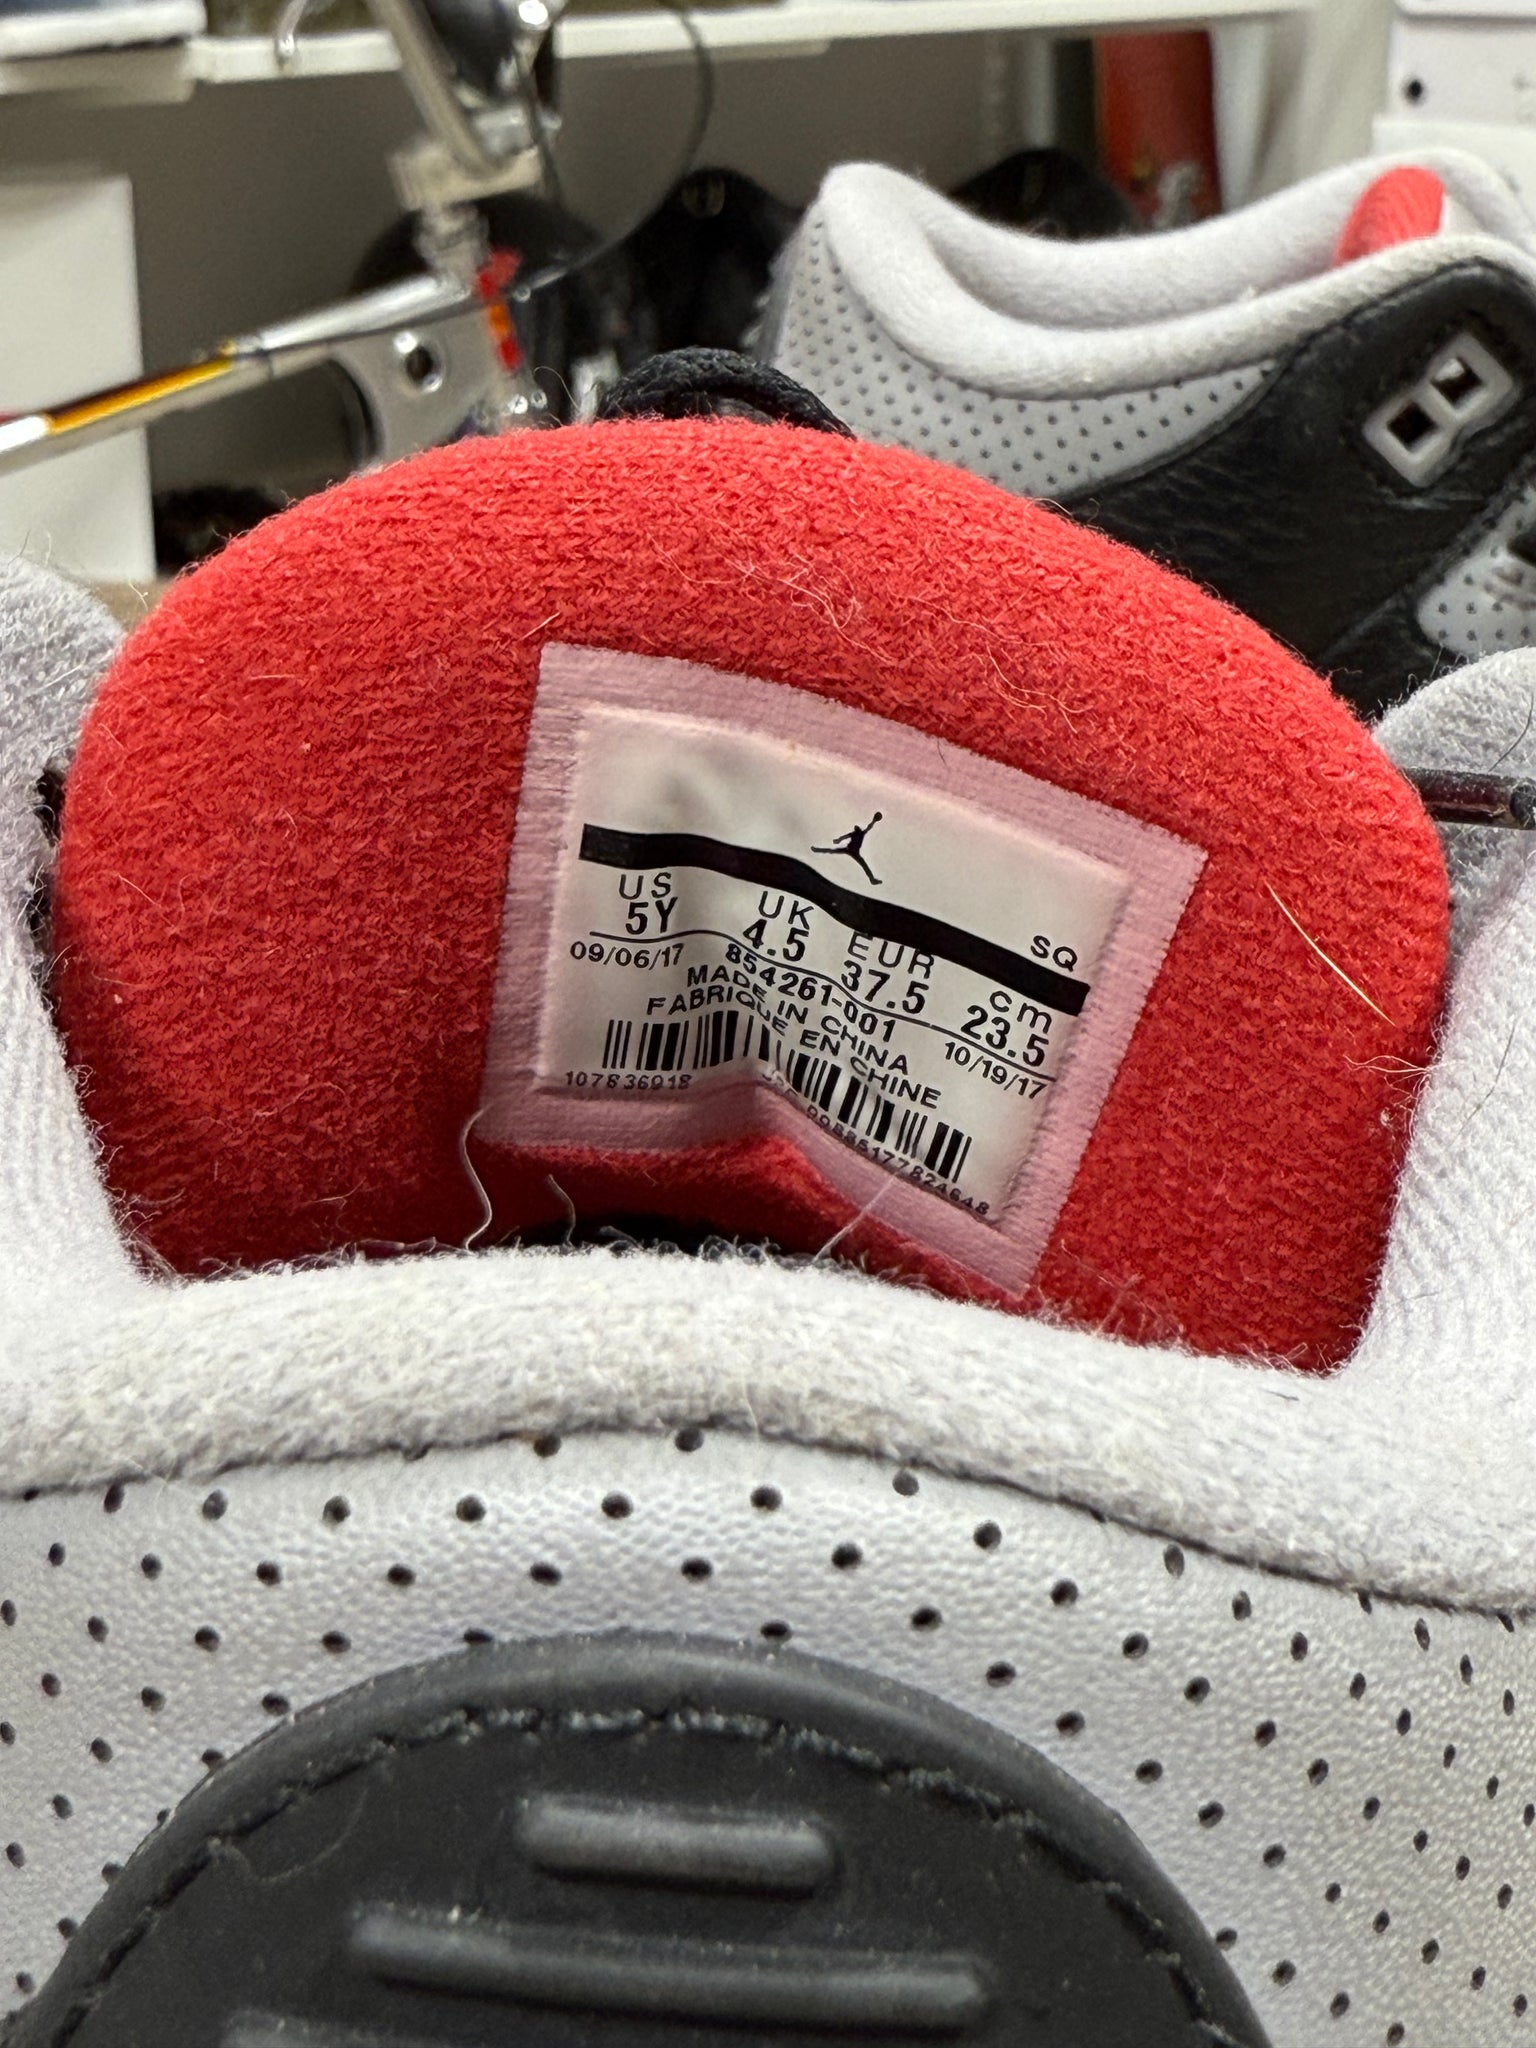 SQ
US UK EUR cm
5Y 4.5 37.5 23.5
09/06/17 854261-001 10/19/17
MADE IN CHINA
FABRIQUE EN CHINE